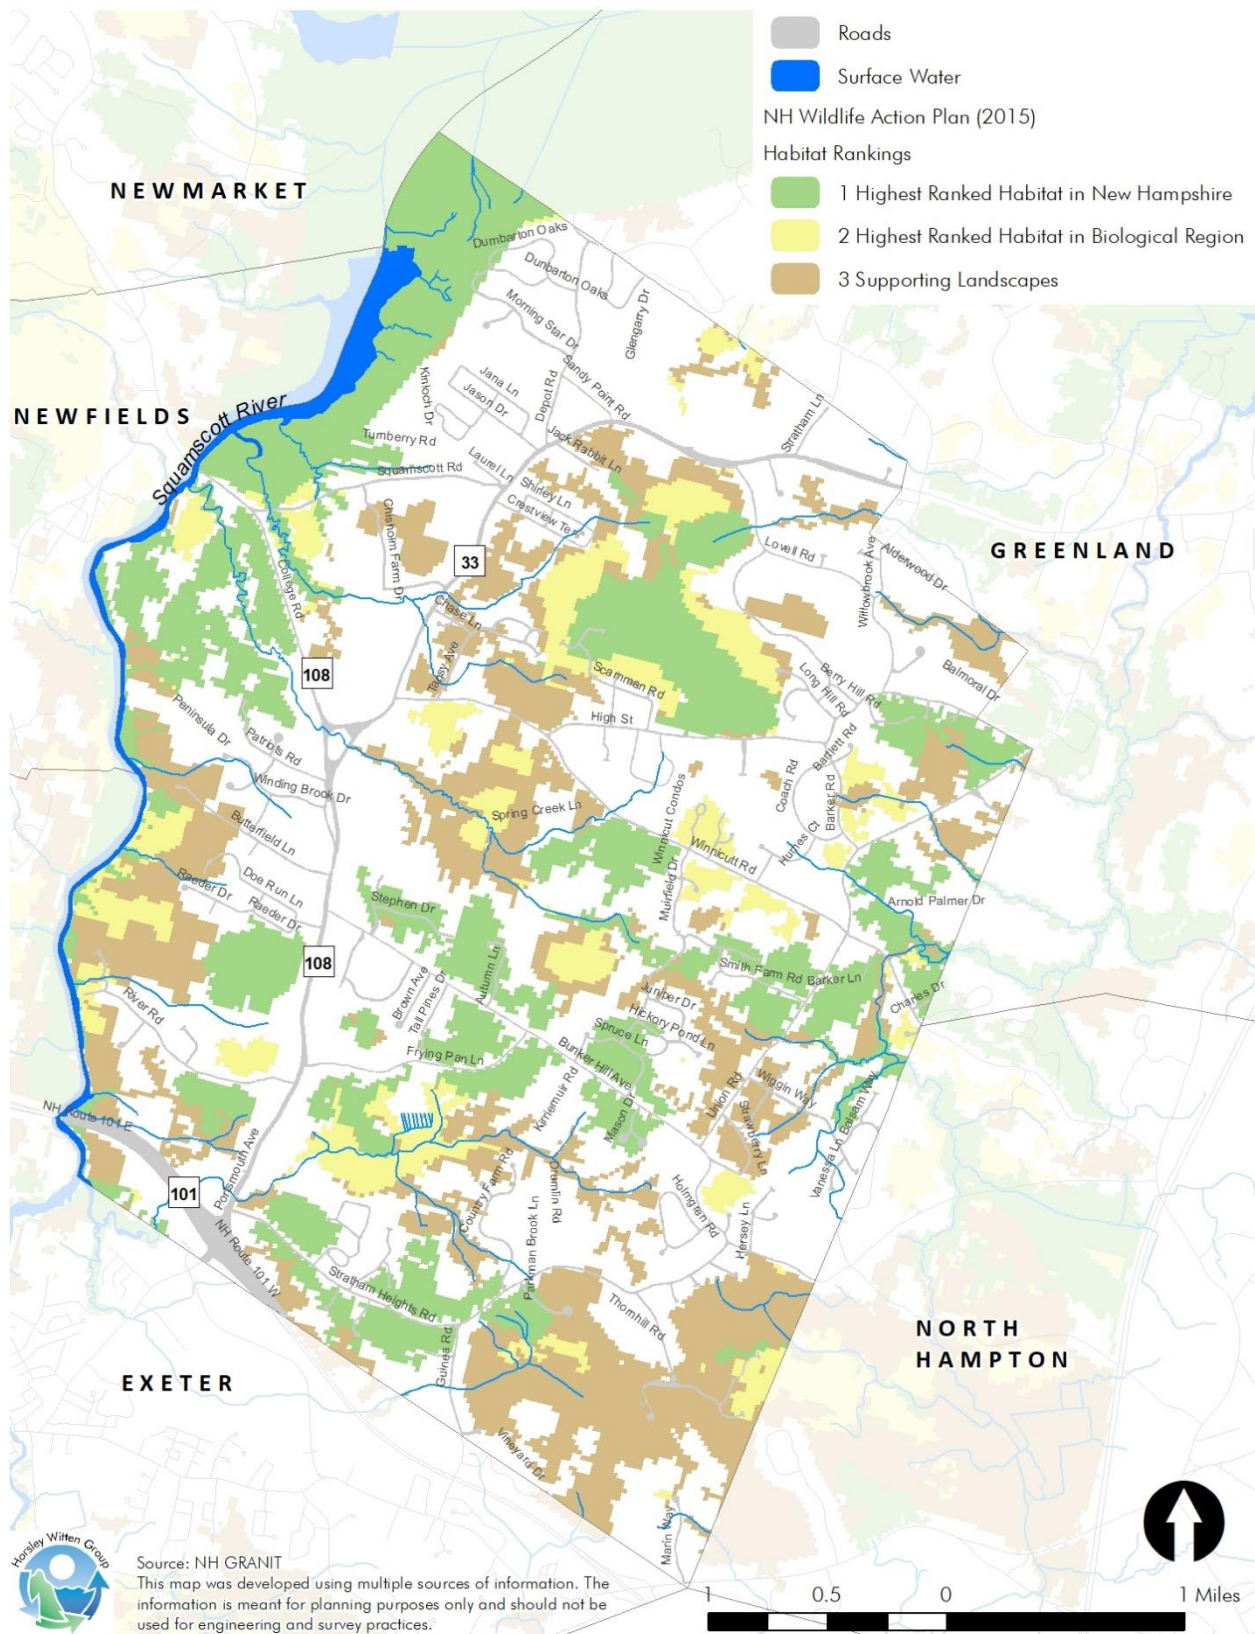 Roads
Surface Water
NH Wildlife Action Plan (2015)
Habitat Rankings
1 Highest Ranked Habitat in New Hampshire
2 Highest Ranked Habitat in Biological Region
3 Supporting Landscapes
NEWMARKET
Dumbarton Oaks
Dunbarton Oaks
Glengarry Dr
Morning Star Dr
Sandy Point Rd
Jana Ln
Jason Dr
Depot Rd
Kinloch Dr
Stratham Ln
NEWFIELDS
Squamscott River
Tumberry Rd
Jack Rabbit Ln
Laurel Ln
Squamscott Rd
Shirley Ln
Crestview Ter
Chisholm Farm Dr
33
College Rd
Lovell Rd
Willowbrook Ave
Alderwood Dr
GREENLAND
Chase Ln
Tansy Ave
108
Scamman Rd
Long Hill Rd
Berry Hill Rd
Balmoral Dr
High St
Bartlett Rd
Peninsula Dr
Patriots Rd
Winding Brook Dr
Coach Rd
Barker Rd
Spring Creek Ln
Winnicut Condos
Butterfield Ln
Winnicutt Rd
Humes Ct
Muirfield Dr
Doe Run Ln
Raeder Dr
Raeder Dr
Stephen Dr
Arnold Palmer Dr
108
Autumn Ln
Brown Ave
Tall Pines Dr
Smith Farm Rd
Barker Ln
Juniper Dr
Charles Dr
River Rd
Hickory Pond Ln
Spruce Ln
Frying Pan Ln
Bunker Hill Ave
Kirriemuir Rd
Mason Dr
Union Rd
Wiggin Way
Strawberry Ln
Balsam Way
Vanessa Ln
NH Route 101 E
Portsmouth Ave
101
NH Route 101 W
Country Farm Rd
Drumlin Rd
Parkman Brook Ln
Holmgren Rd
Hersey Ln
Stratham Heights Rd
Thornhill Rd
Guinea Rd
NORTH
HAMPTON
EXETER
Vineyard Dr
Marin Way
Horsley Witten Group
Source: NH GRANIT
This map was developed using multiple sources of information. The
information is meant for planning purposes only and should not be
used for engineering and survey practices.
1 0.5 0 1 Miles